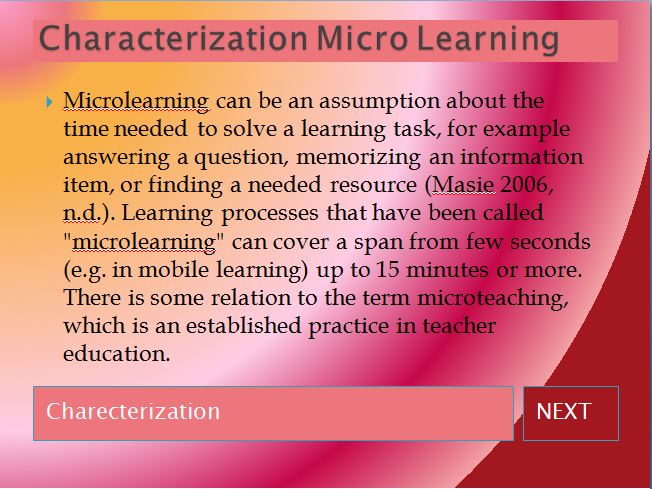 Characterization Micro Learning
Microlearning can be an assumption about the
time needed to solve a learning task, for example
answering a question, memorizing an information
item, or finding a needed resource (Masie 2006,
n.d.). Learning processes that have been called
"microlearning" can cover a span from few seconds
(e.g. in mobile learning) up to 15 minutes or more.
There is some relation to the term microteaching,
which is an established practice in teacher
education.
Charecterization
NEXT